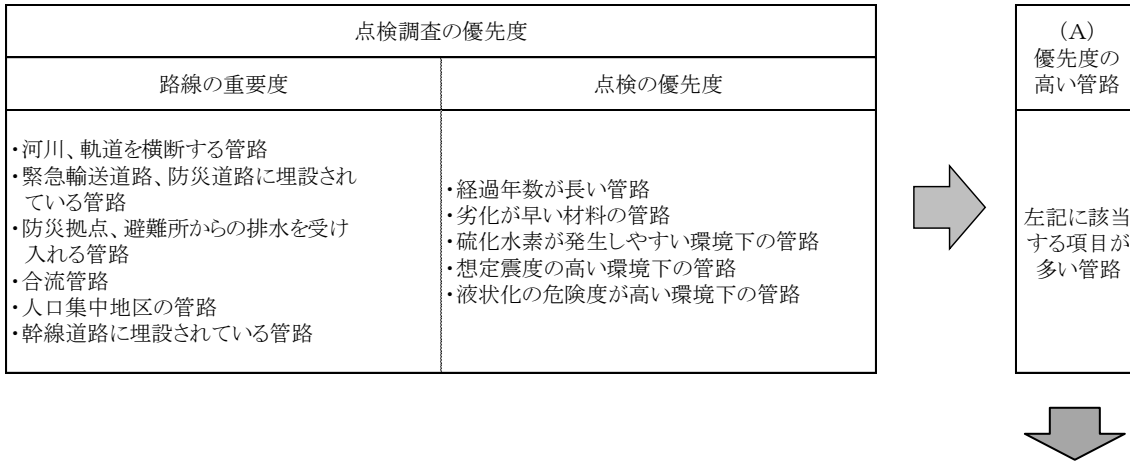 点検調査の優先度
路線の重要度
点検の優先度
・河川、軌道を横断する管路
・緊急輸送道路、防災道路に埋設され
ている管路
・防災拠点、避難所からの排水を受け
入れる管路
・合流管路
・人口集中地区の管路
・幹線道路に埋設されている管路
・経過年数が長い管路
・劣化が早い材料の管路
・硫化水素が発生しやすい環境下の管路
・想定震度の高い環境下の管路
・液状化の危険度が高い環境下の管路
（A）
優先度の
高い管路
左記に該当
する項目が
多い管路